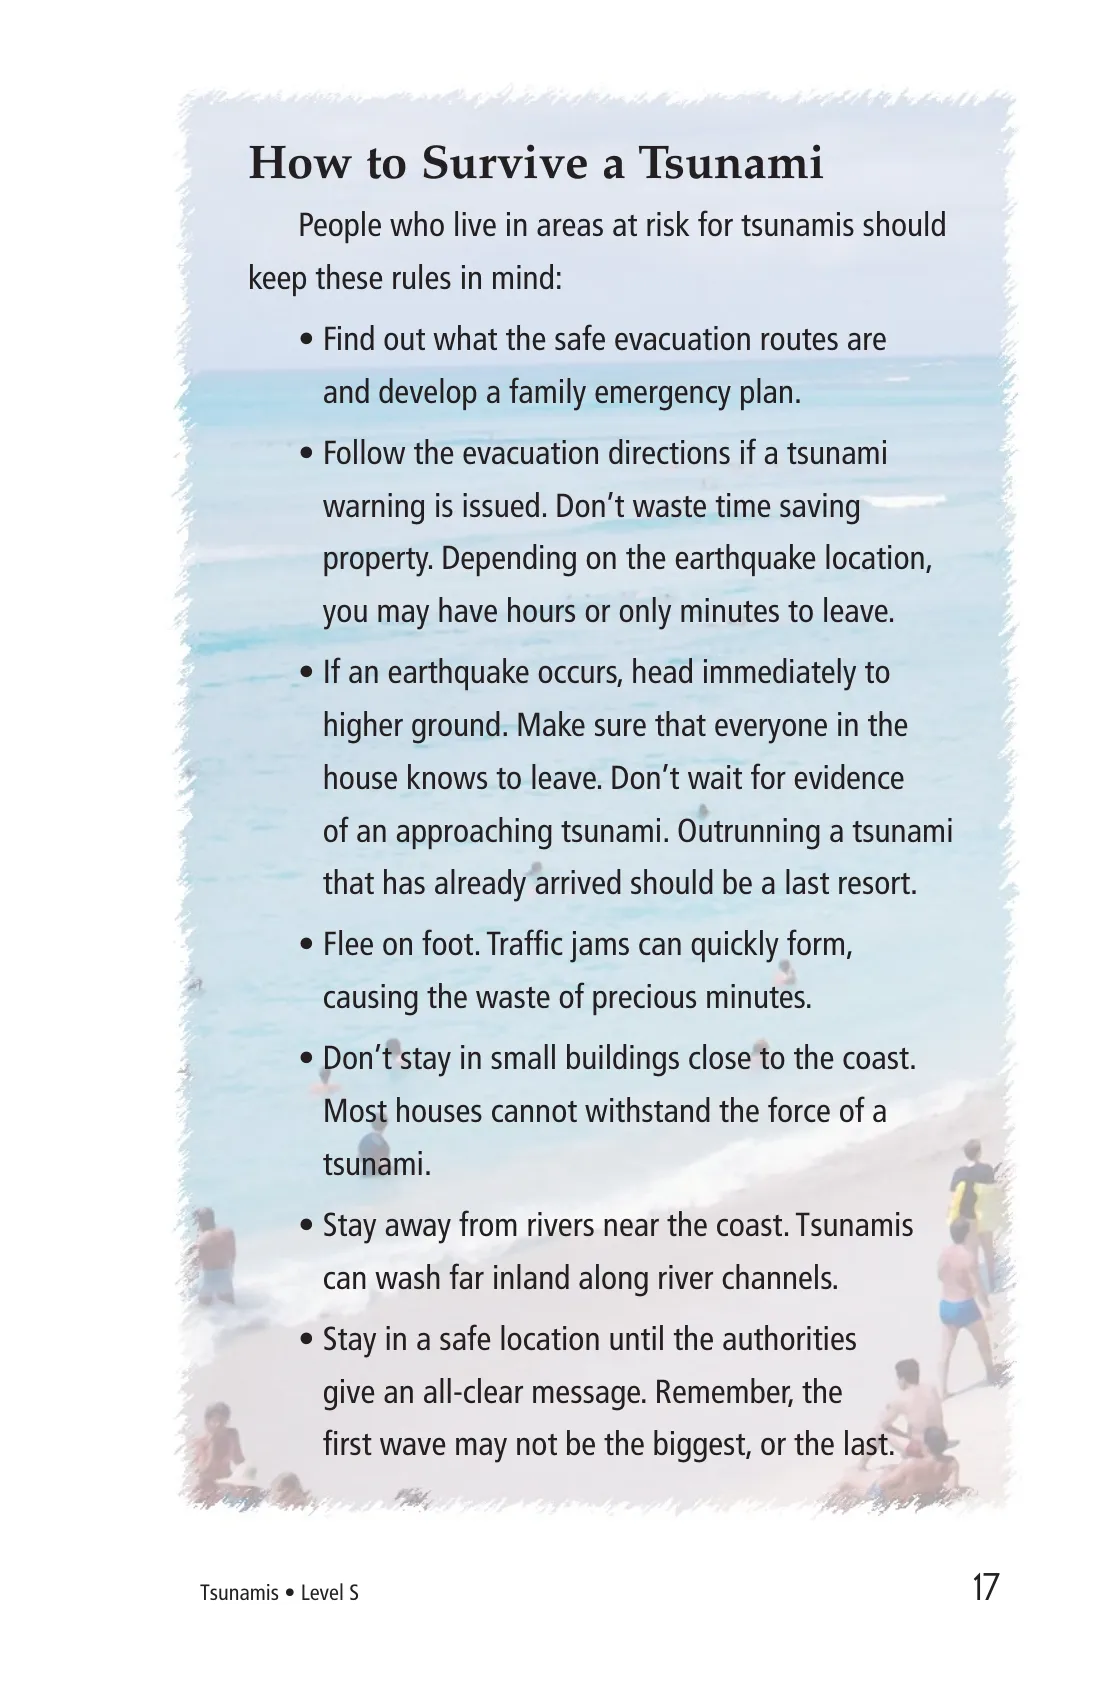 How to Survive a Tsunami
People who live in areas at risk for tsunamis should
keep these rules in mind:
• Find out what the safe evacuation routes are
and develop a family emergency plan.
• Follow the evacuation directions if a tsunami
warning is issued. Don’t waste time saving
property. Depending on the earthquake location,
you may have hours or only minutes to leave.
• If an earthquake occurs, head immediately to
higher ground. Make sure that everyone in the
house knows to leave. Don’t wait for evidence
of an approaching tsunami. Outrunning a tsunami
that has already arrived should be a last resort.
• Flee on foot. Traffic jams can quickly form,
causing the waste of precious minutes.
• Don’t stay in small buildings close to the coast.
Most houses cannot withstand the force of a
tsunami.
• Stay away from rivers near the coast. Tsunamis
can wash far inland along river channels.
• Stay in a safe location until the authorities
give an all-clear message. Remember, the
first wave may not be the biggest, or the last.
Tsunamis • Level S
17